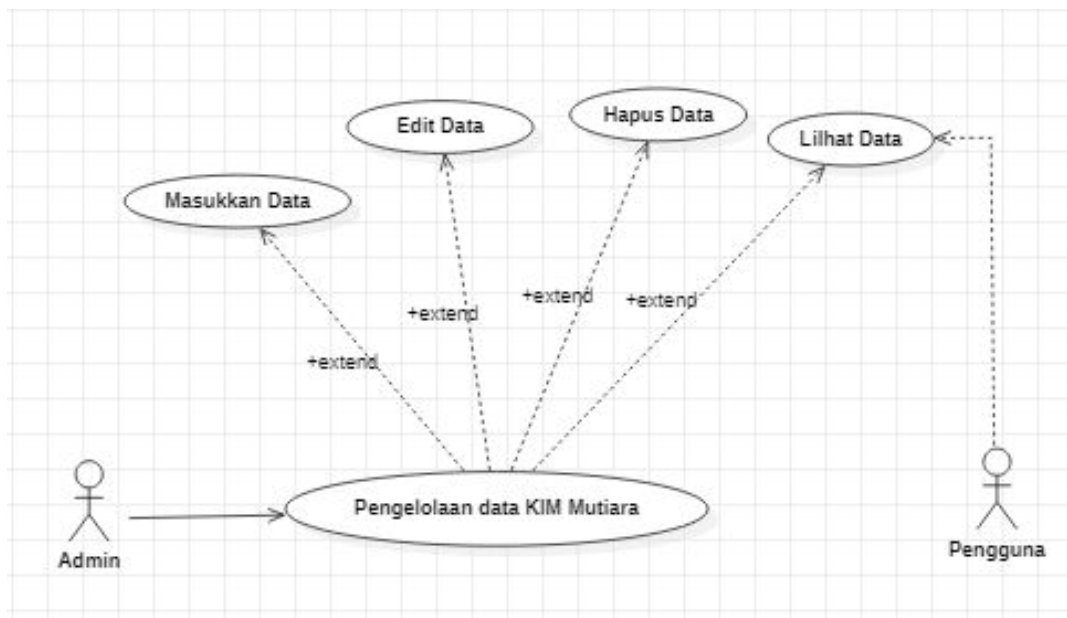 Hapus Data
Edit Data
Lilhat Data
Masukkan Data
+extend
+extend
+extend
+extend
Pengelolaan data KIM Mutiara
Admin
Pengguna